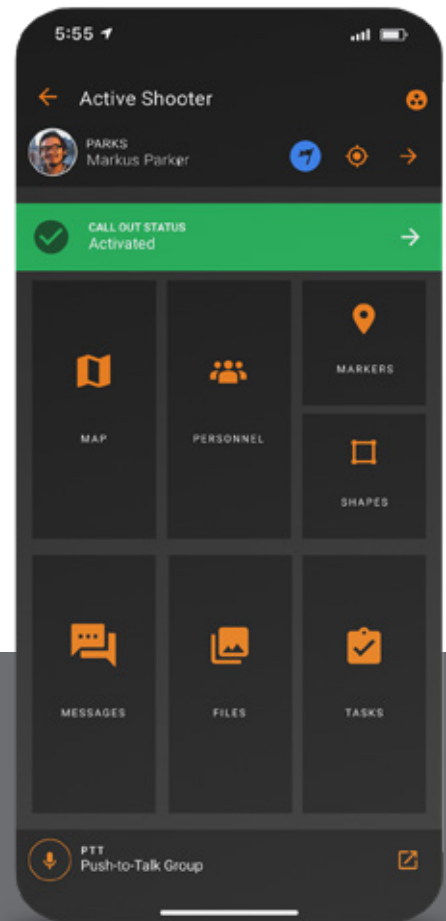 5:55
Active Shooter
PARKS
Markus Parker
CALL OUT STATUS
Activated
MAP
PERSONNEL
MARKERS
SHAPES
MESSAGES
FILES
TASKS
PTT
Push-to-Talk Group